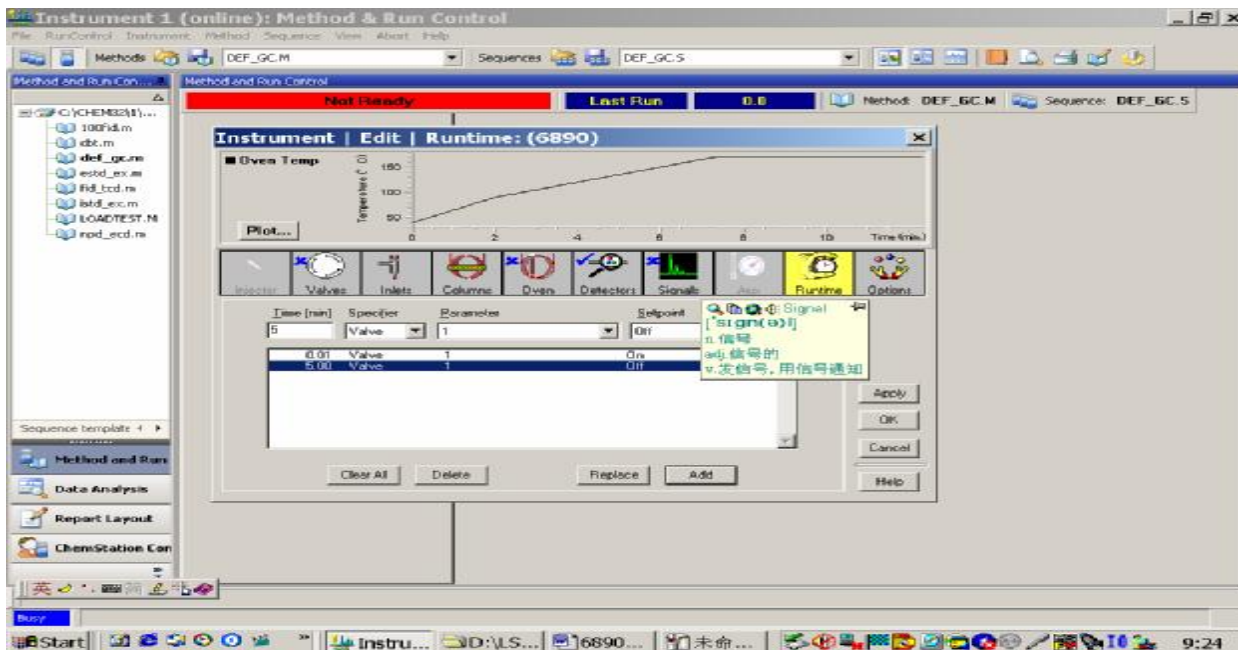 Instrument 1 (online): Method & Run Control
File RunControl Instrument Method Sequence View Abort Help
Methods DEF_GC.M Sequences DEF_GC.S
Method and Run Con... Method and Run Control
Not Ready Last Run 0.0 Method: DEF_GC.M Sequence: DEF_GC.S
C:\CHEM32\1\...
100fid.m
dbt.m
def_gc.m
estd_ex.m
fid_tcd.m
istd_ex.m
LOADTEST.M
npd_ecd.m
Instrument | Edit | Runtime: (6890)
Oven Temp
Temperature (°C)
150
100
50
Plot...
0 2 4 6 8 10 Time (min.)
Injector Valves Inlets Columns Oven Detectors Signals Aux Runtime Options
Time [min] Specifier Parameter Setpoint
5 Valve 1 Off
0.01 Valve 1 On
5.00 Valve 1 Off
Signal
['sign(ə)l]
n.信号
adj.信号的
v.发信号,用信号通知
Apply
OK
Cancel
Help
Clear All Delete Replace Add
Sequence template
Method and Run
Data Analysis
Report Layout
ChemStation Con
英 简
Busy
Start Instru... D:\LS... 6890... 未命... 9:24